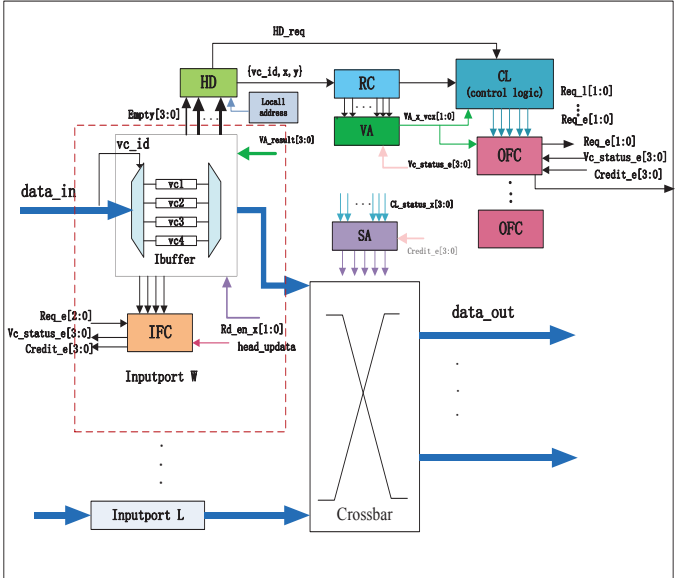 HD_req
HD
{vc_id,x,y}
RC
CL
(control logic)
Req_l[1:0]
Req_e[1:0]
Locall
address
Empty[3:0]
VA
VA_x_vcx[1:0]
OFC
Req_e[1:0]
Vc_status_e[3:0]
Credit_e[3:0]
VA_result[3:0]
Vc_status_e[3:0]
vc_id
data_in
vc1
vc2
vc3
vc4
Ibuffer
CL_status_x[3:0]
SA
Credit_e[3:0]
OFC
Req_e[2:0]
Vc_status_e[3:0]
Credit_e[3:0]
IFC
Rd_en_x[1:0]
head_updata
Inputport W
data_out
Inputport L
Crossbar